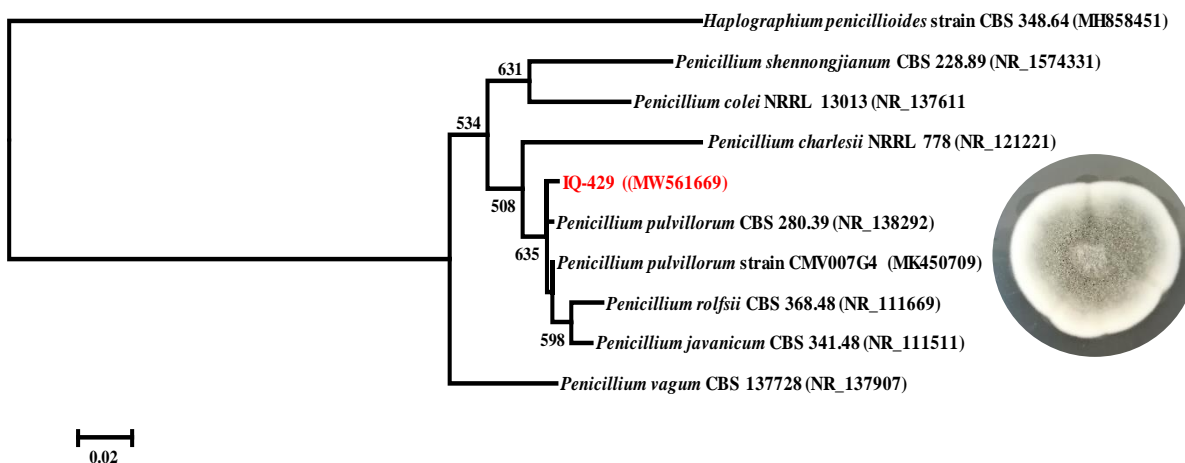 Haplographium penicillioides strain CBS 348.64 (MH858451)
631
Penicillium shennongjianum CBS 228.89 (NR_1574331)
Penicillium colei NRRL 13013 (NR_137611
534
Penicillium charlesii NRRL 778 (NR_121221)
IQ-429 ((MW561669)
508
Penicillium pulvillorum CBS 280.39 (NR_138292)
635
Penicillium pulvillorum strain CMV007G4 (MK450709)
Penicillium rolfsii CBS 368.48 (NR_111669)
598
Penicillium javanicum CBS 341.48 (NR_111511)
Penicillium vagum CBS 137728 (NR_137907)
0.02